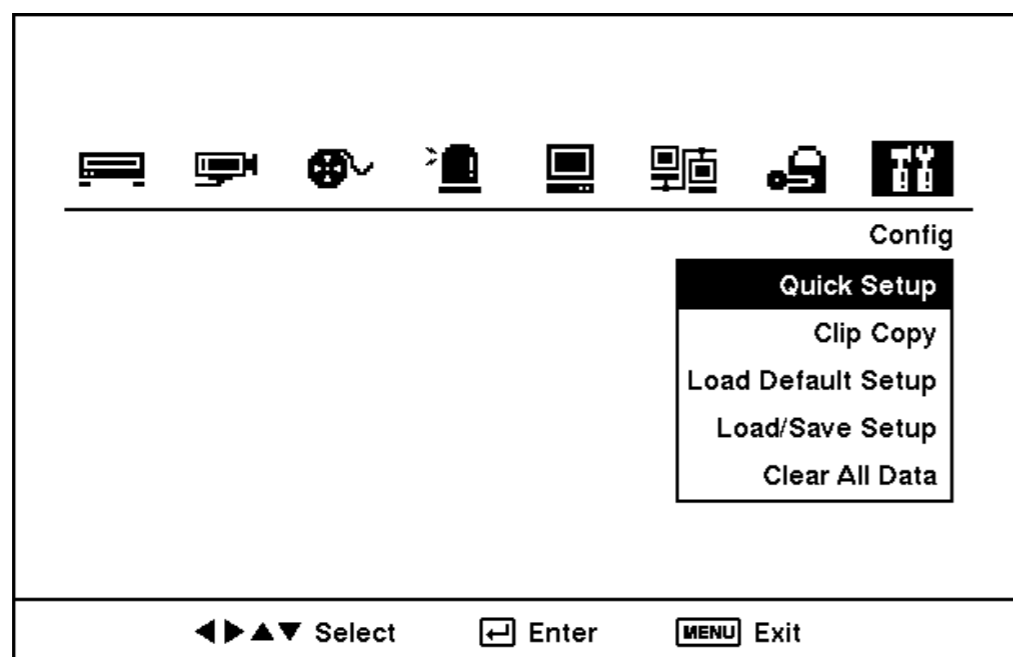 Config
Quick Setup
Clip Copy
Load Default Setup
Load/Save Setup
Clear All Data
Select Enter MENU Exit